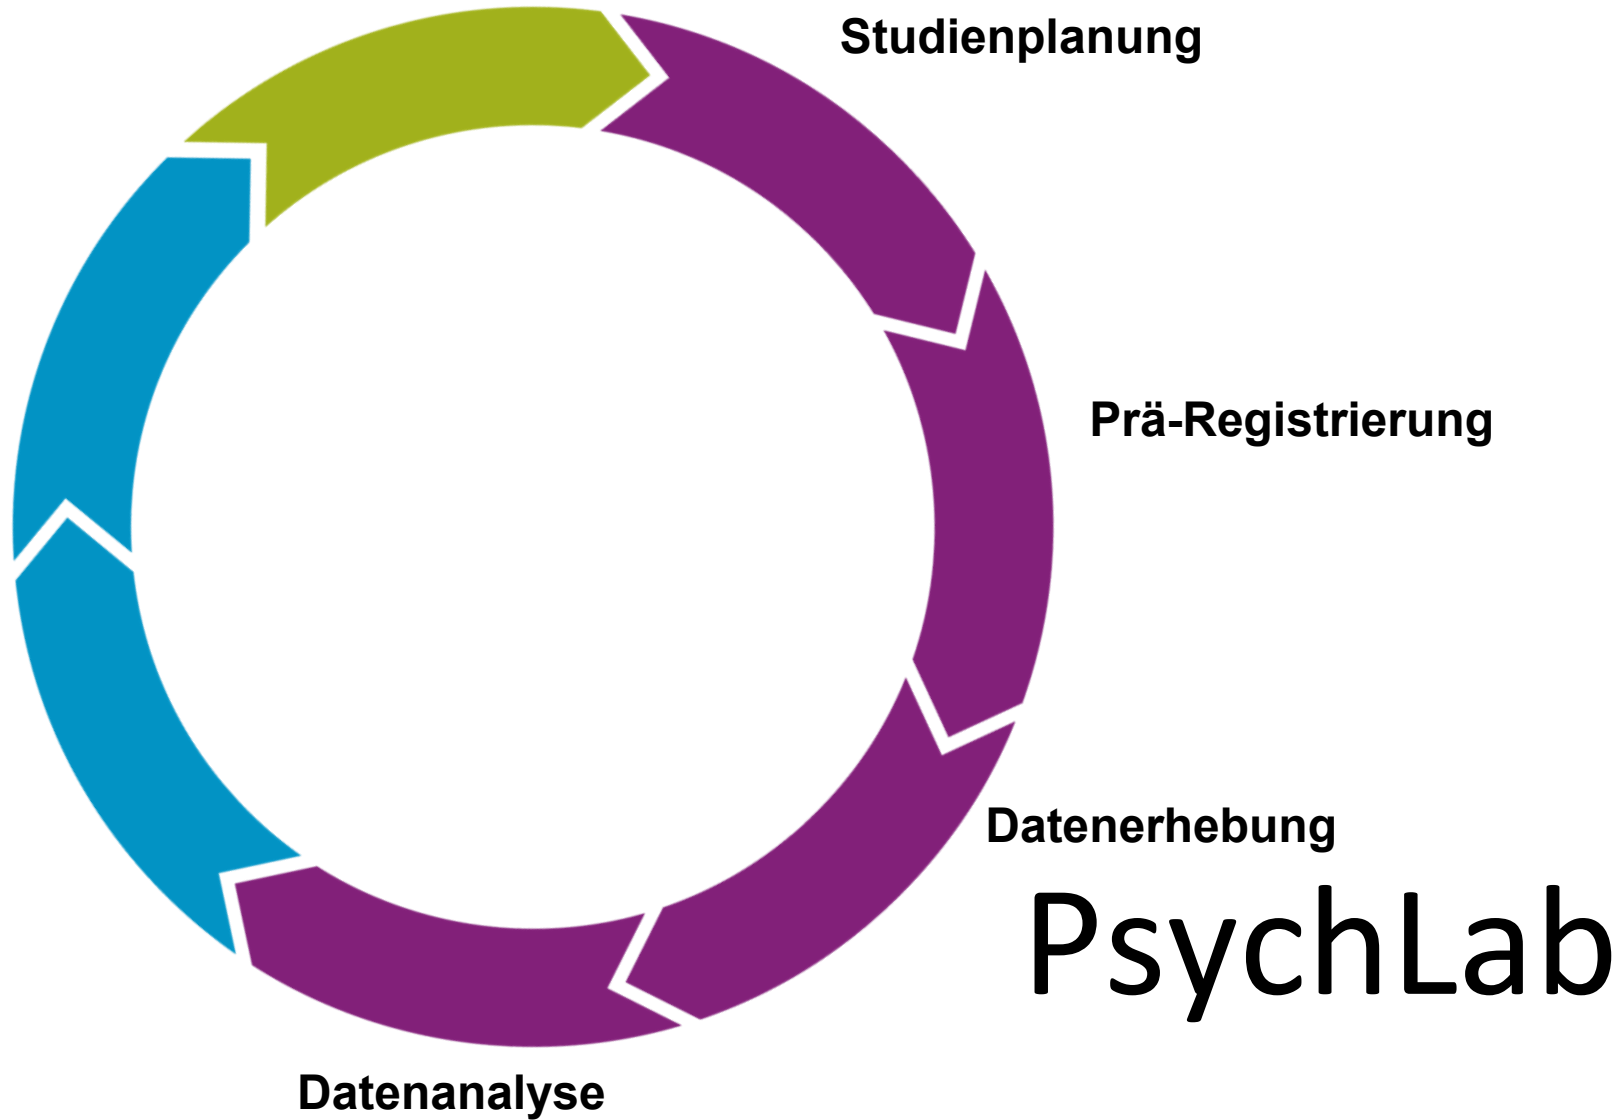 Studienplanung
Prä-Registrierung
Datenerhebung
PsychLab
Datenanalyse